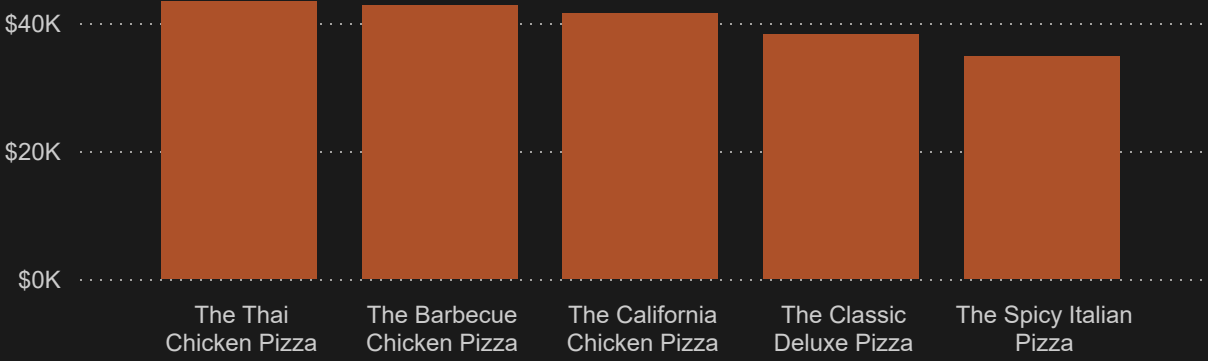 $40K
$20K
$0K
The Thai
Chicken Pizza
The Barbecue
Chicken Pizza
The California
Chicken Pizza
The Classic
Deluxe Pizza
The Spicy Italian
Pizza